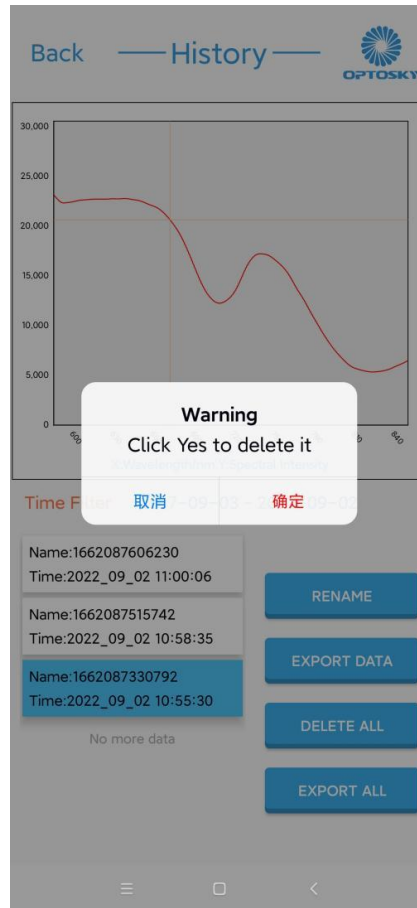 Back
History
OPTOSKY
30,000
25,000
20,000
15,000
10,000
5,000
0
600
840
Warning
Click Yes to delete it
取消
确定
Time F
Name:1662087606230
Time:2022_09_02 11:00:06
Name:1662087515742
Time:2022_09_02 10:58:35
Name:1662087330792
Time:2022_09_02 10:55:30
No more data
RENAME
EXPORT DATA
DELETE ALL
EXPORT ALL